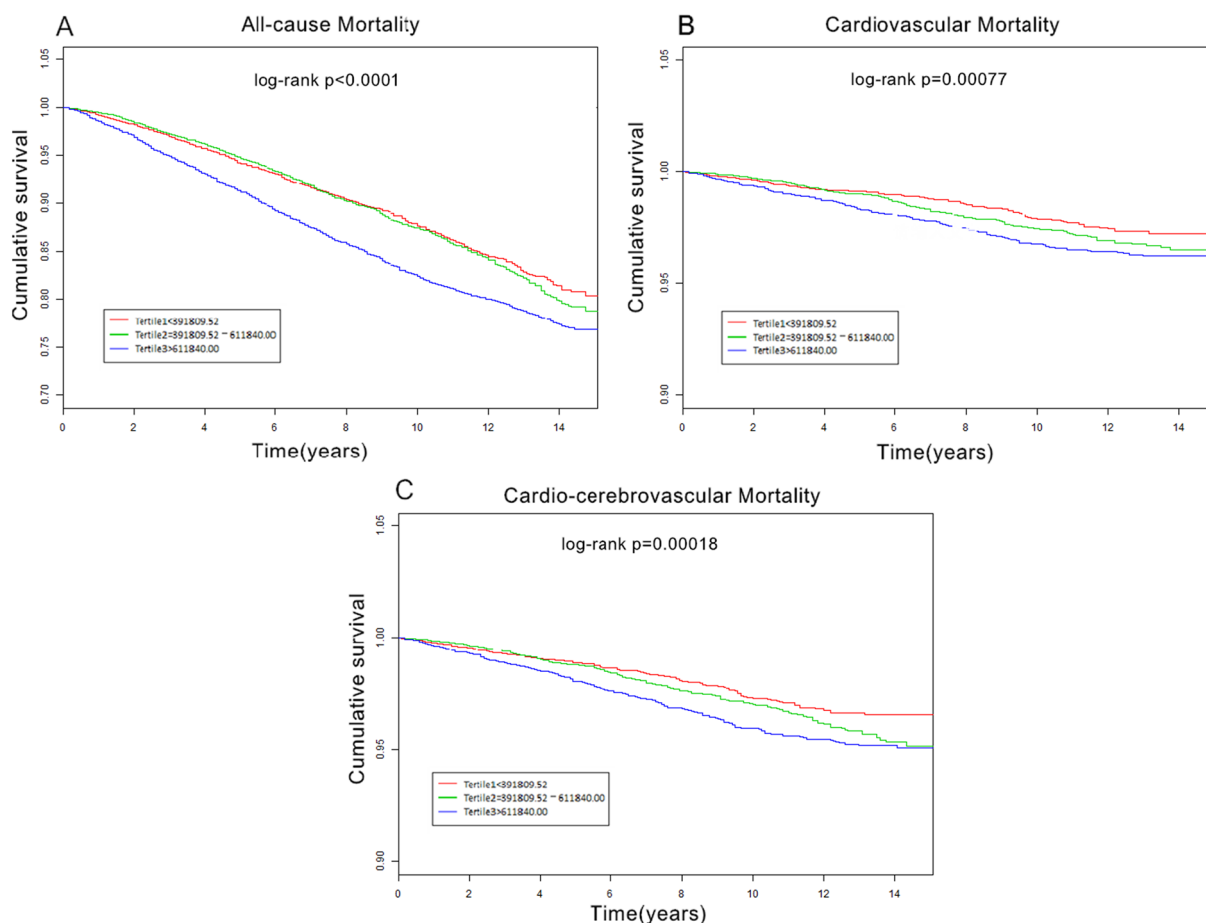 A
All-cause Mortality
log-rank p<0.0001
Cumulative survival
1.05
1.00
0.95
0.90
0.85
0.80
0.75
0.70
Tertile1<391809.52
Tertile2=391809.52 – 611840.00
Tertile3>611840.00
0 2 4 6 8 10 12 14
Time(years)
B
Cardiovascular Mortality
log-rank p=0.00077
Cumulative survival
1.05
1.00
0.95
0.90
Tertile1<391809.52
Tertile2=391809.52 – 611840.00
Tertile3>611840.00
0 2 4 6 8 10 12 14
Time(years)
C
Cardio-cerebrovascular Mortality
log-rank p=0.00018
Cumulative survival
1.05
1.00
0.95
0.90
Tertile1<391809.52
Tertile2=391809.52 – 611840.00
Tertile3>611840.00
0 2 4 6 8 10 12 14
Time(years)